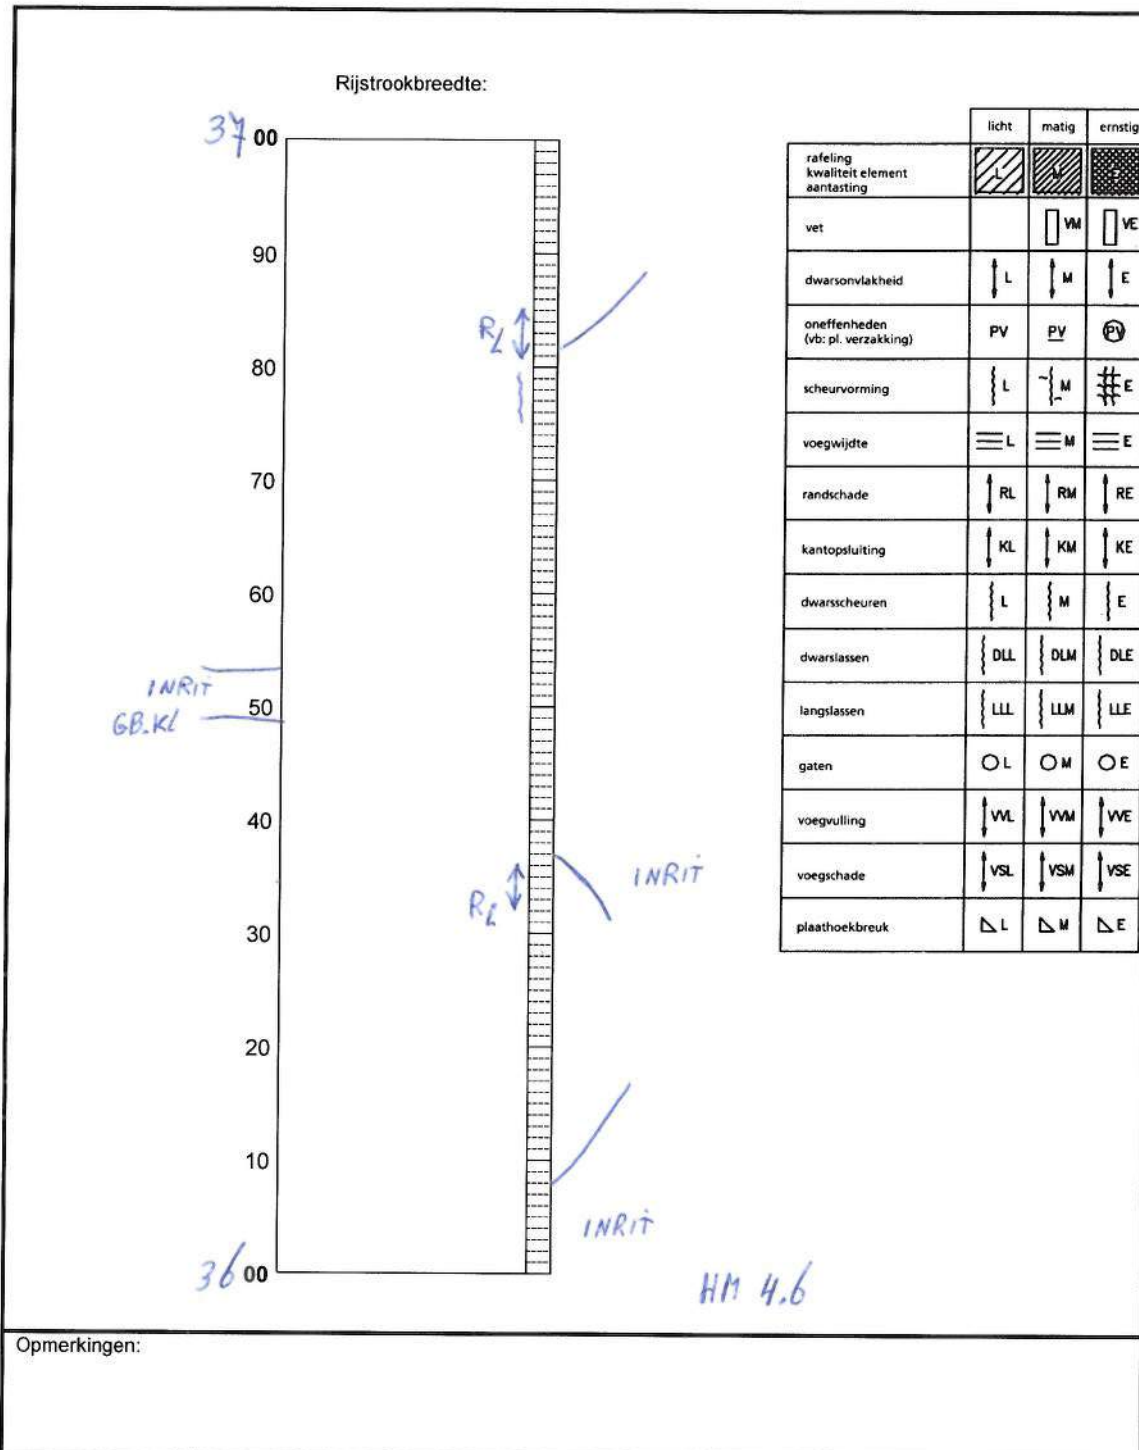 Rijstrookbreedte:
37 00
90
RL
80
70
60
INRIT
50
GB.KL
40
INRIT
RL
30
20
10
INRIT
36 00
HM 4.6
licht matig ernstig
rafeling
kwaliteit element
aantasting
L M E
vet
VM VE
dwarsonvlakheid L M E
oneffenheden
(vb: pl. verzakking)
PV PV PV
scheurvorming L M E
voegwijdte L M E
randschade RL RM RE
kantopsluiting KL KM KE
dwarsscheuren L M E
dwarslassen DLL DLM DLE
langslassen LLL LLM LLE
gaten L M E
voegvulling VVL VVM VVE
voegschade VSL VSM VSE
plaathoekbreuk L M E
Opmerkingen: